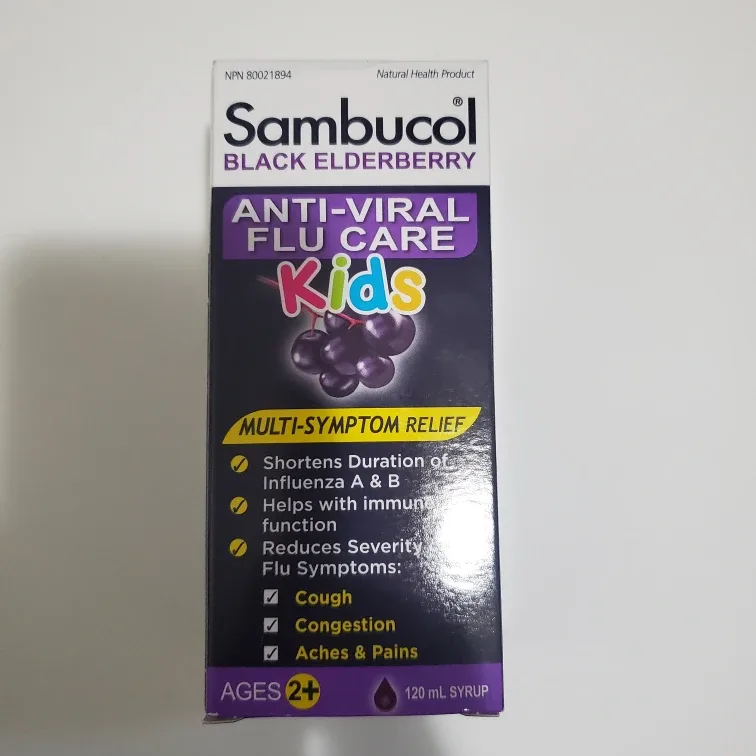 NPN 80021894 Natural Health Product
Sambucol®
BLACK ELDERBERRY
ANTI-VIRAL
FLU CARE
Kids
MULTI-SYMPTOM RELIEF
Shortens Duration of
Influenza A & B
Helps with immune
function
Reduces Severity
Flu Symptoms:
Cough
Congestion
Aches & Pains
AGES 2+ 120 mL SYRUP